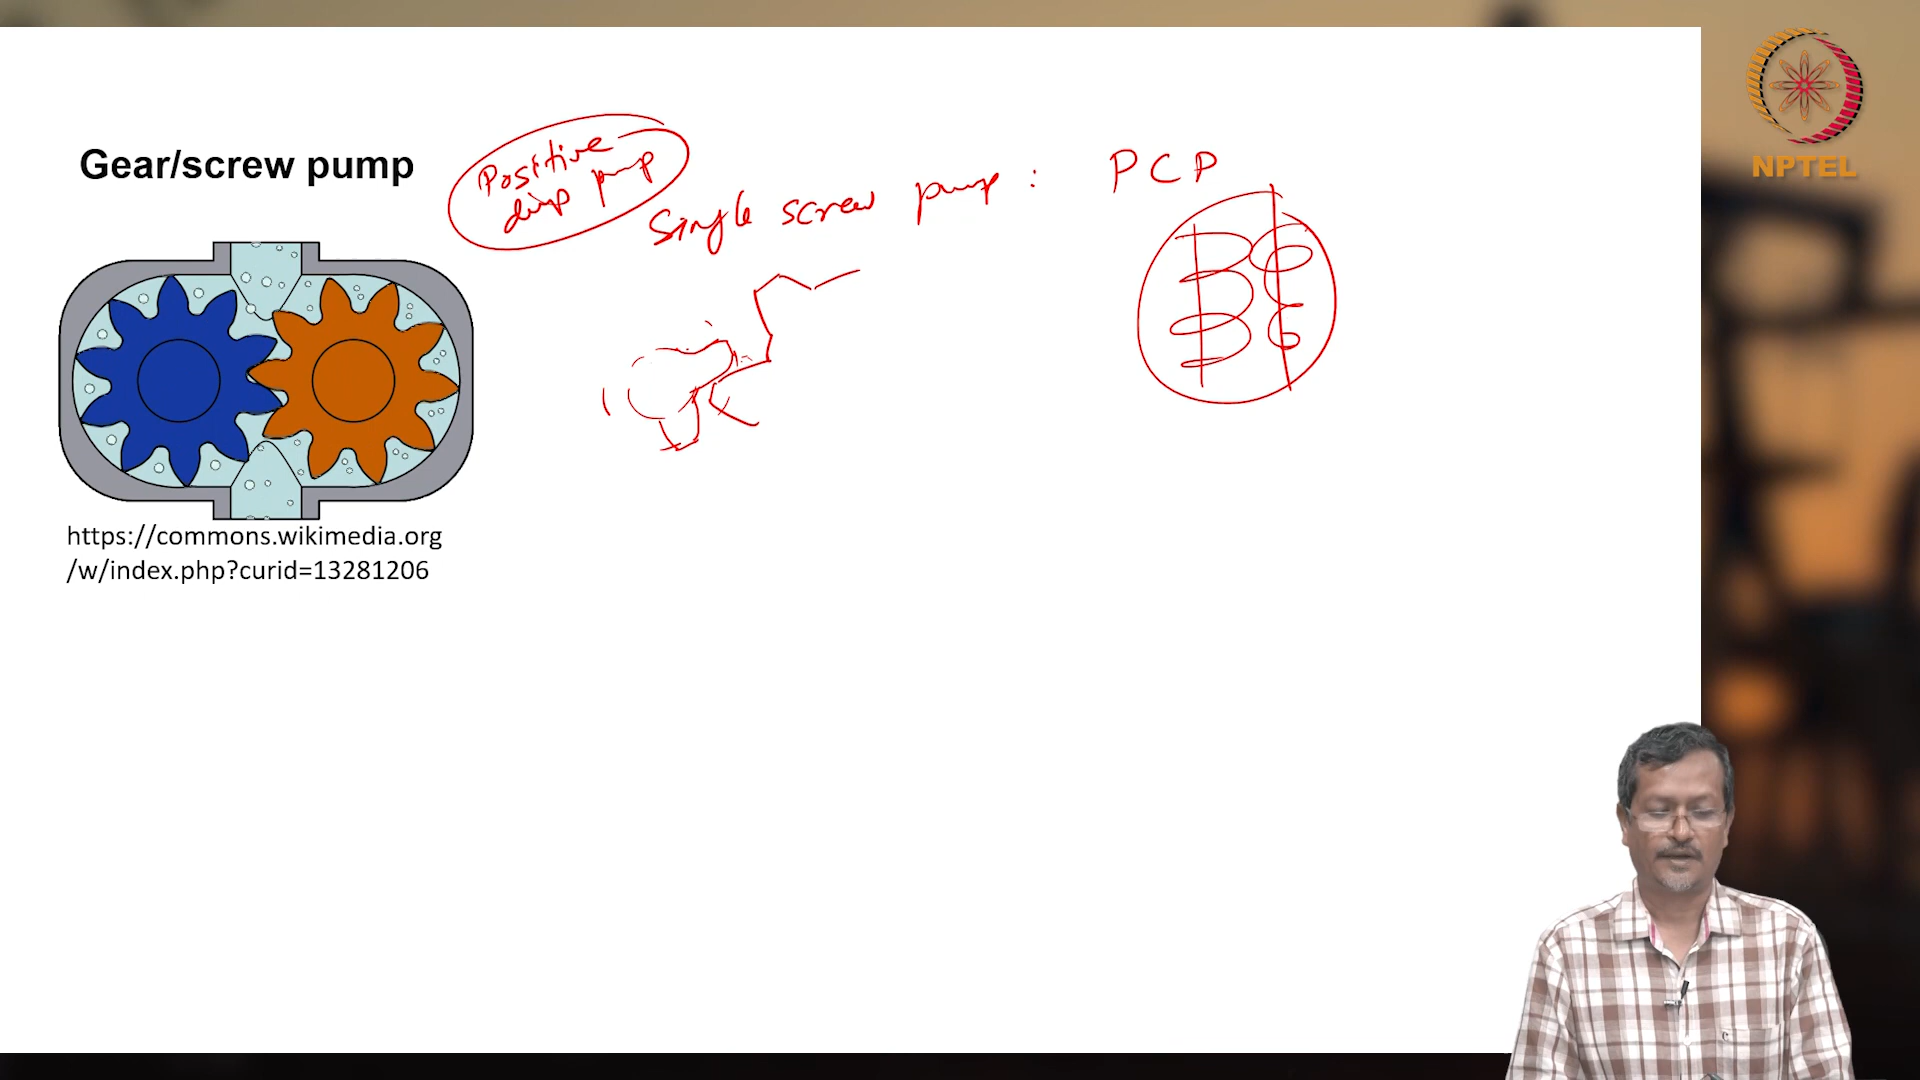 Gear/screw pump
Positive
disp pump
Single screw pump : PCP
https://commons.wikimedia.org
/w/index.php?curid=13281206
NPTEL